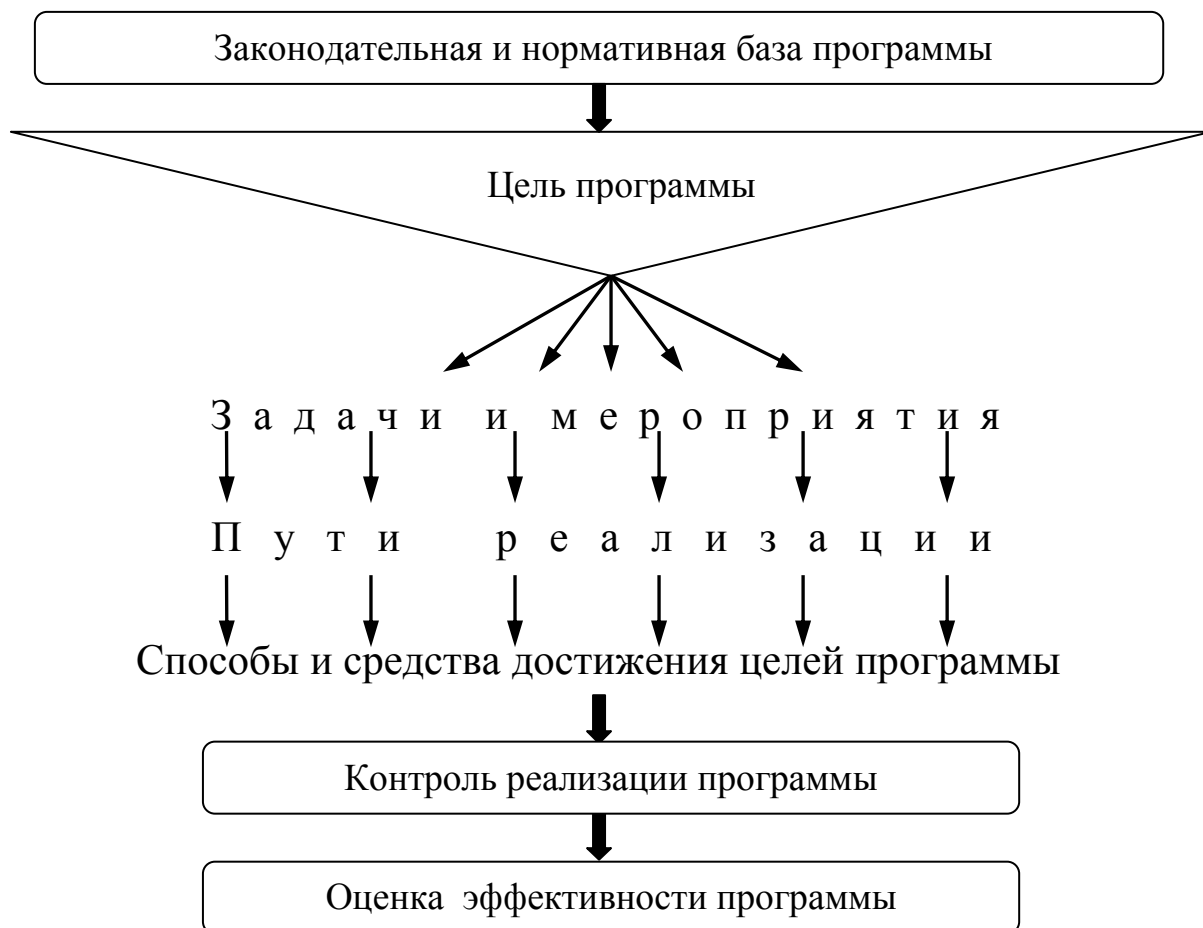 Законодательная и нормативная база программы
Цель программы
З а д а ч и и м е р о п р и я т и я
П у т и р е а л и з а ц и и
Способы и средства достижения целей программы
Контроль реализации программы
Оценка эффективности программы